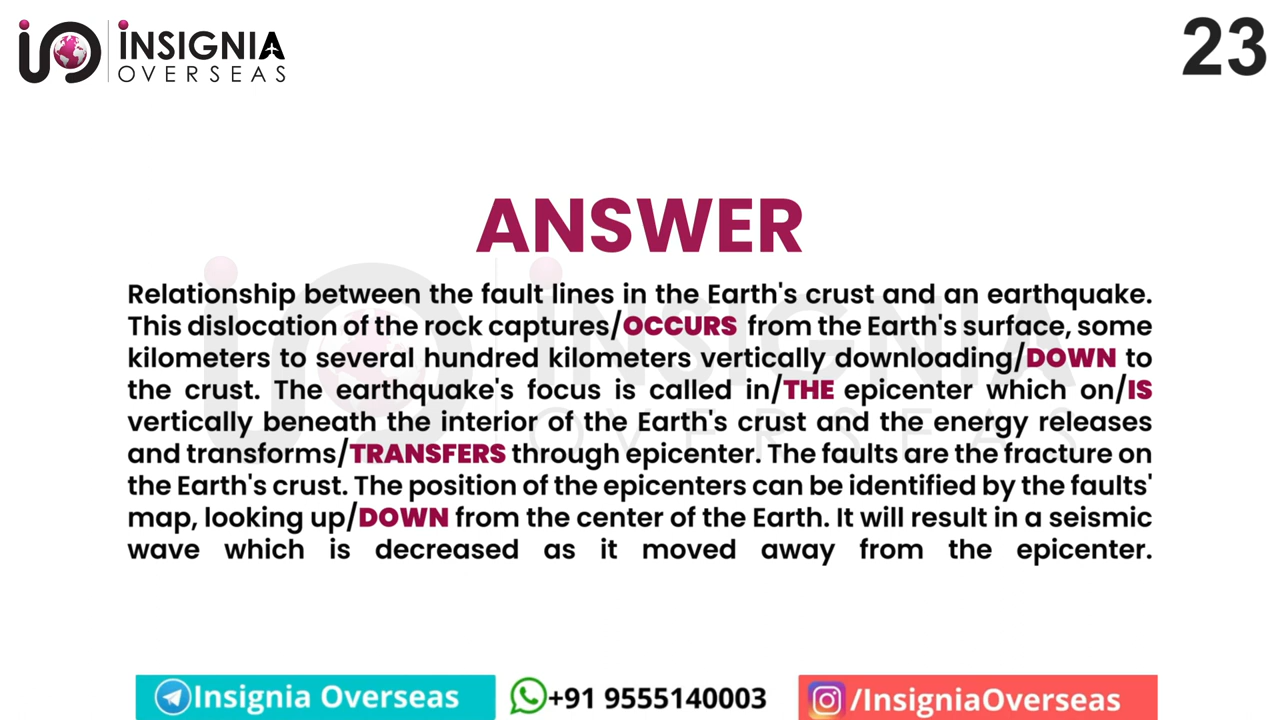 INSIGNIA
OVERSEAS
23
ANSWER
Relationship between the fault lines in the Earth's crust and an earthquake.
This dislocation of the rock captures/OCCURS from the Earth's surface, some
kilometers to several hundred kilometers vertically downloading/DOWN to
the crust. The earthquake's focus is called in/THE epicenter which on/IS
vertically beneath the interior of the Earth's crust and the energy releases
and transforms/TRANSFERS through epicenter. The faults are the fracture on
the Earth's crust. The position of the epicenters can be identified by the faults'
map, looking up/DOWN from the center of the Earth. It will result in a seismic
wave which is decreased as it moved away from the epicenter.
Insignia Overseas
+91 9555140003
/InsigniaOverseas